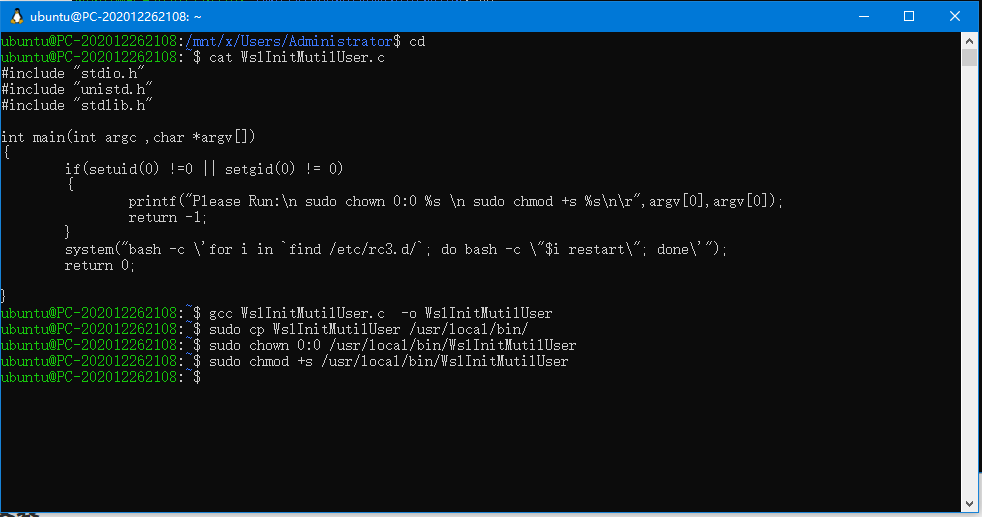 ubuntu@PC-202012262108: ~
ubuntu@PC-202012262108:/mnt/x/Users/Administrator$ cd
ubuntu@PC-202012262108:~$ cat WslInitMutilUser.c
#include "stdio.h"
#include "unistd.h"
#include "stdlib.h"
int main(int argc ,char *argv[])
{
if(setuid(0) !=0 || setgid(0) != 0)
{
printf("Please Run:\n sudo chown 0:0 %s \n sudo chmod +s %s\n\r",argv[0],argv[0]);
return -1;
}
system("bash -c \'for i in `find /etc/rc3.d/`; do bash -c \"$i restart\"; done\'");
return 0;
}
ubuntu@PC-202012262108:~$ gcc WslInitMutilUser.c  -o WslInitMutilUser
ubuntu@PC-202012262108:~$ sudo cp WslInitMutilUser /usr/local/bin/
ubuntu@PC-202012262108:~$ sudo chown 0:0 /usr/local/bin/WslInitMutilUser
ubuntu@PC-202012262108:~$ sudo chmod +s /usr/local/bin/WslInitMutilUser
ubuntu@PC-202012262108:~$